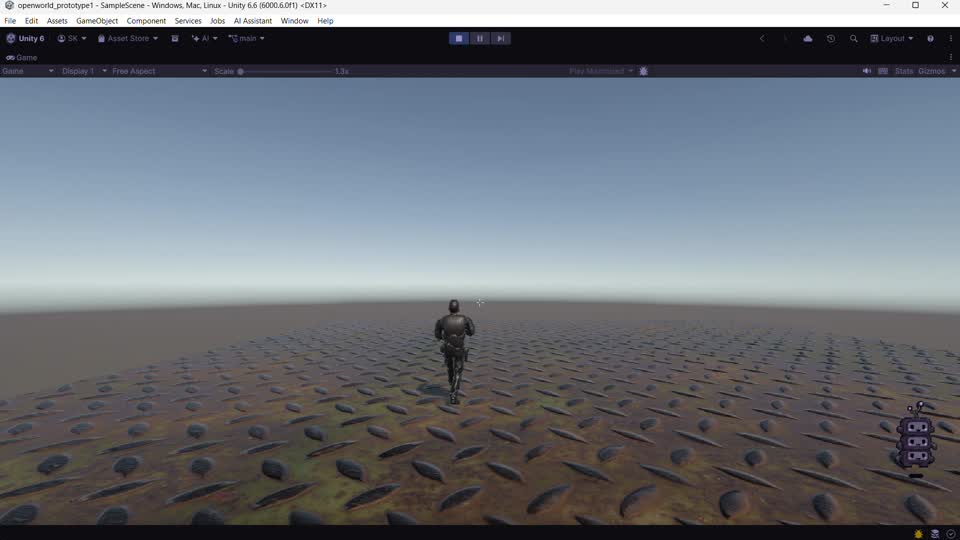 openworld_prototype1 - SampleScene - Windows, Mac, Linux - Unity 6.6 (6000.6.0f1) <DX11>
File Edit Assets GameObject Component Services Jobs AI Assistant Window Help
Unity 6 SK Asset Store AI main Layout
Game
Game Display 1 Free Aspect Scale 1.3x Play Maximized Stats Gizmos